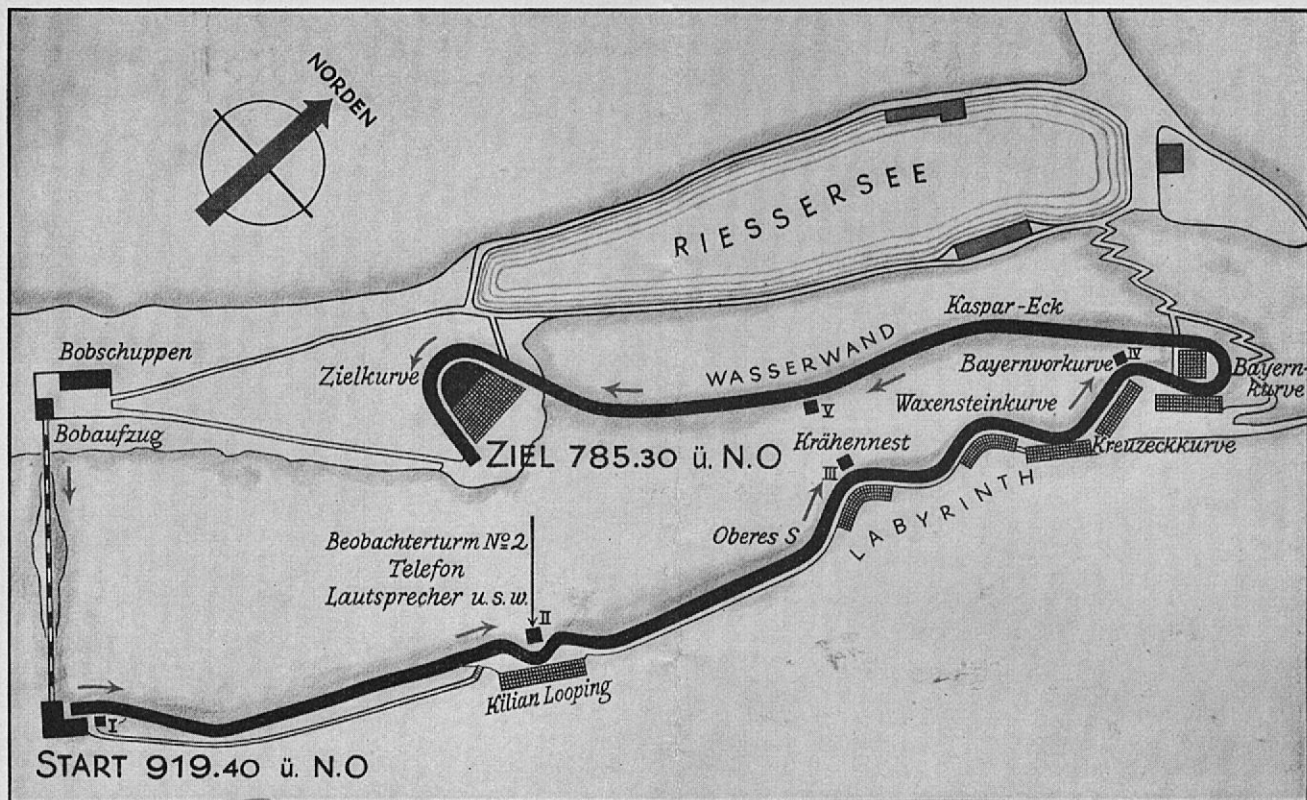 NORDEN
RIESSERSEE
Kaspar-Eck
Bobschuppen
Zielkurve
WASSERWAND
Bayernvorkurve
IV
Bayern-
kurve
Waxensteinkurve
V
Bobaufzug
Krähennest
Kreuzeckkurve
ZIEL 785.30 ü. N.O
III
LABYRINTH
Oberes S
Beobachterturm No 2
Telefon
Lautsprecher u.s.w.
II
Kilian Looping
I
START 919.40 ü. N.O